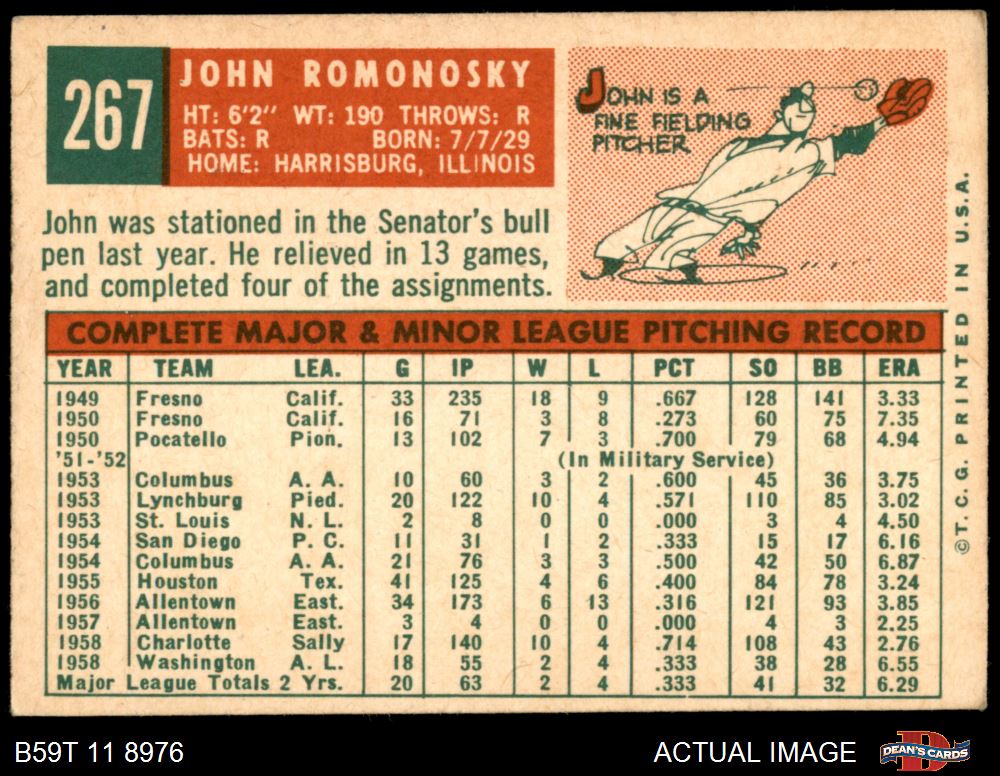 267
JOHN ROMONOSKY
HT: 6'2" WT: 190 THROWS: R
BATS: R BORN: 7/7/29
HOME: HARRISBURG, ILLINOIS
JOHN IS A
FINE FIELDING
PITCHER
John was stationed in the Senator's bull
pen last year. He relieved in 13 games,
and completed four of the assignments.
COMPLETE MAJOR & MINOR LEAGUE PITCHING RECORD
YEAR TEAM LEA. G IP W L PCT SO BB ERA
1949 Fresno Calif. 33 235 18 9 .667 128 141 3.33
1950 Fresno Calif. 16 71 3 8 .273 60 75 7.35
1950 Pocatello Pion. 13 102 7 3 .700 79 68 4.94
'51-'52 (In Military Service)
1953 Columbus A. A. 10 60 3 2 .600 45 36 3.75
1953 Lynchburg Pied. 20 122 10 4 .571 110 85 3.02
1953 St. Louis N. L. 2 8 0 0 .000 3 4 4.50
1954 San Diego P. C. 11 31 1 2 .333 15 17 6.16
1954 Columbus A. A. 21 76 3 3 .500 42 50 6.87
1955 Houston Tex. 41 125 4 6 .400 84 78 3.24
1956 Allentown East. 34 173 6 13 .316 121 93 3.85
1957 Allentown East. 3 4 0 0 .000 4 3 2.25
1958 Charlotte Sally 17 140 10 4 .714 108 43 2.76
1958 Washington A. L. 18 55 2 4 .333 38 28 6.55
Major League Totals 2 Yrs. 20 63 2 4 .333 41 32 6.29
©T. C. G. PRINTED IN U.S.A.
B59T 11 8976
ACTUAL IMAGE
DEAN'S CARDS